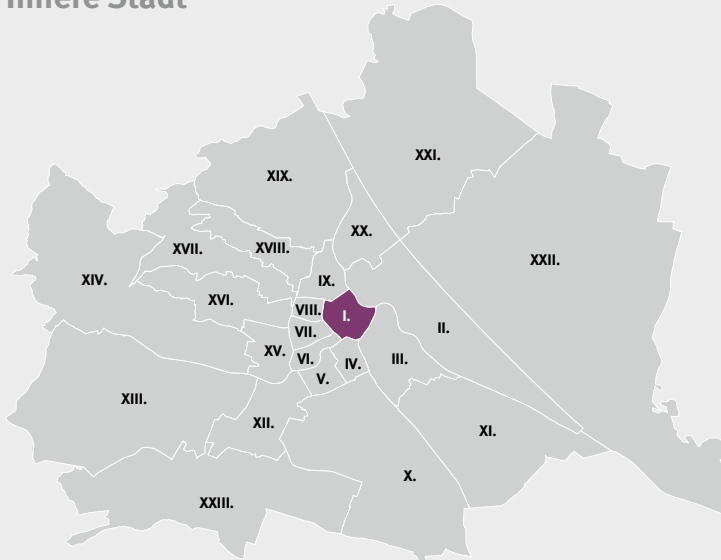 Innere Stadt
XXI.
XIX.
XX.
XVII.
XVIII.
XXII.
XIV.
IX.
XVI.
VIII.
I.
II.
VII.
XV.
VI.
IV.
III.
V.
XIII.
XII.
XI.
X.
XXIII.